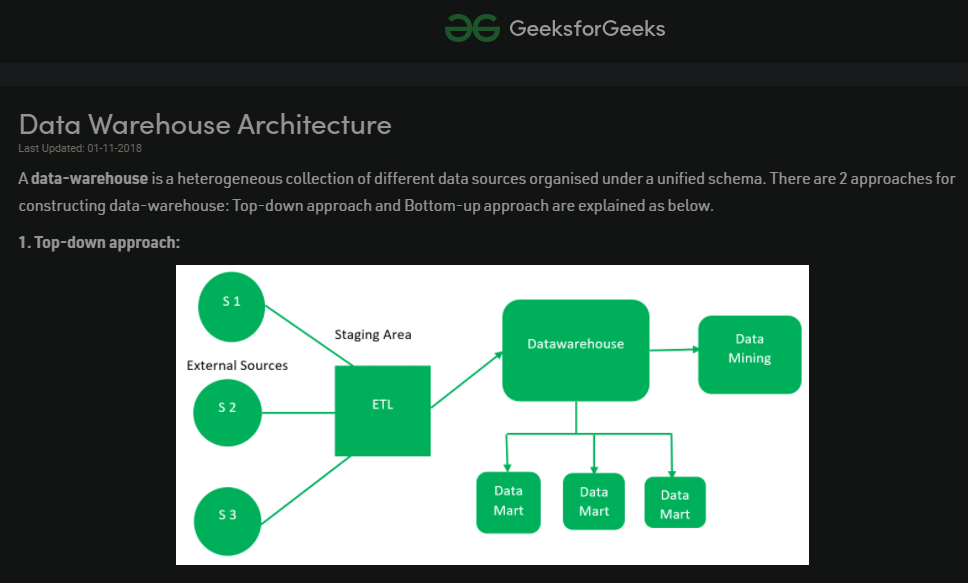 GeeksforGeeks
Data Warehouse Architecture
Last Updated: 01-11-2018
A data-warehouse is a heterogeneous collection of different data sources organised under a unified schema. There are 2 approaches for
constructing data-warehouse: Top-down approach and Bottom-up approach are explained as below.
1. Top-down approach:
S 1
Staging Area
External Sources
S 2
ETL
S 3
Datawarehouse
Data
Mining
Data
Mart
Data
Mart
Data
Mart